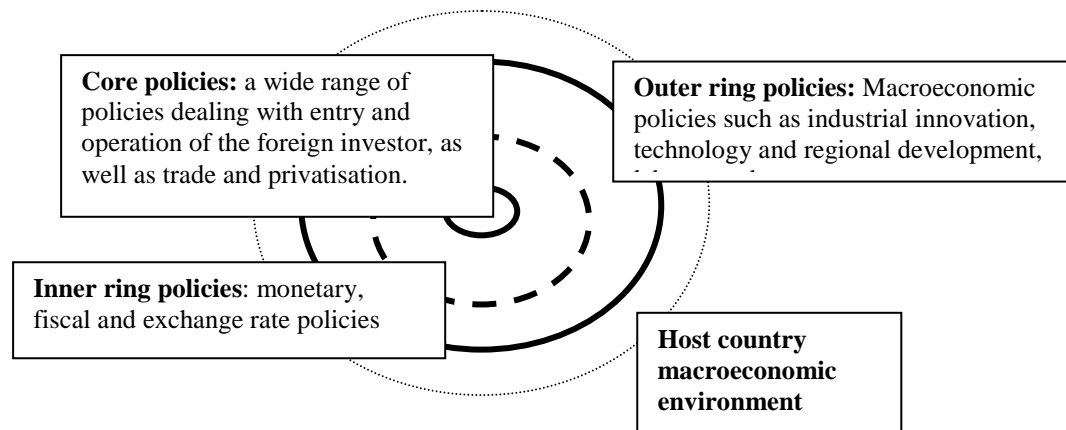 Core policies: a wide range of
policies dealing with entry and
operation of the foreign investor, as
well as trade and privatisation.
Outer ring policies: Macroeconomic
policies such as industrial innovation,
technology and regional development,
Inner ring policies: monetary,
fiscal and exchange rate policies
Host country
macroeconomic
environment